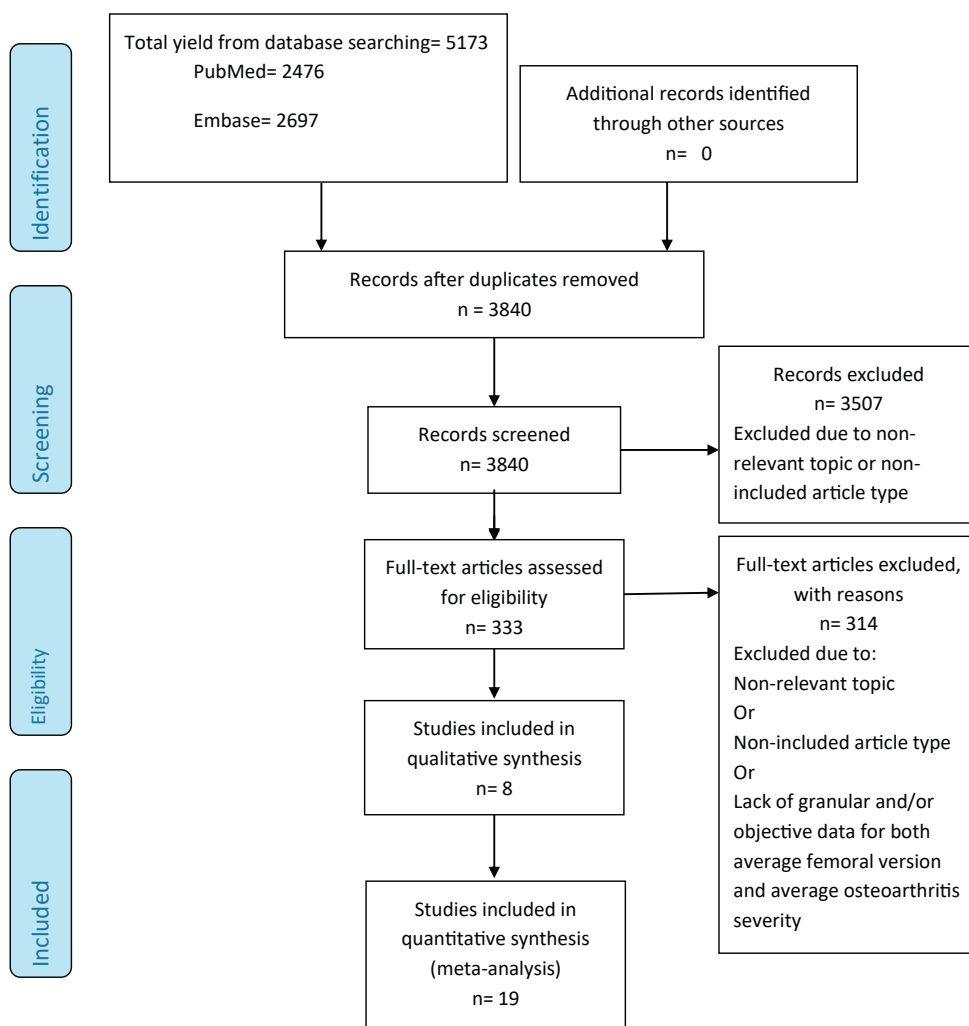 Identification
Total yield from database searching= 5173
PubMed= 2476
Embase= 2697
Additional records identified
through other sources
n= 0
Records after duplicates removed
n = 3840
Screening
Records screened
n= 3840
Records excluded
n= 3507
Excluded due to non-
relevant topic or non-
included article type
Eligibility
Full-text articles assessed
for eligibility
n= 333
Full-text articles excluded,
with reasons
n= 314
Excluded due to:
Non-relevant topic
Or
Non-included article type
Or
Lack of granular and/or
objective data for both
average femoral version
and average osteoarthritis
severity
Studies included in
qualitative synthesis
n= 8
Included
Studies included in
quantitative synthesis
(meta-analysis)
n= 19